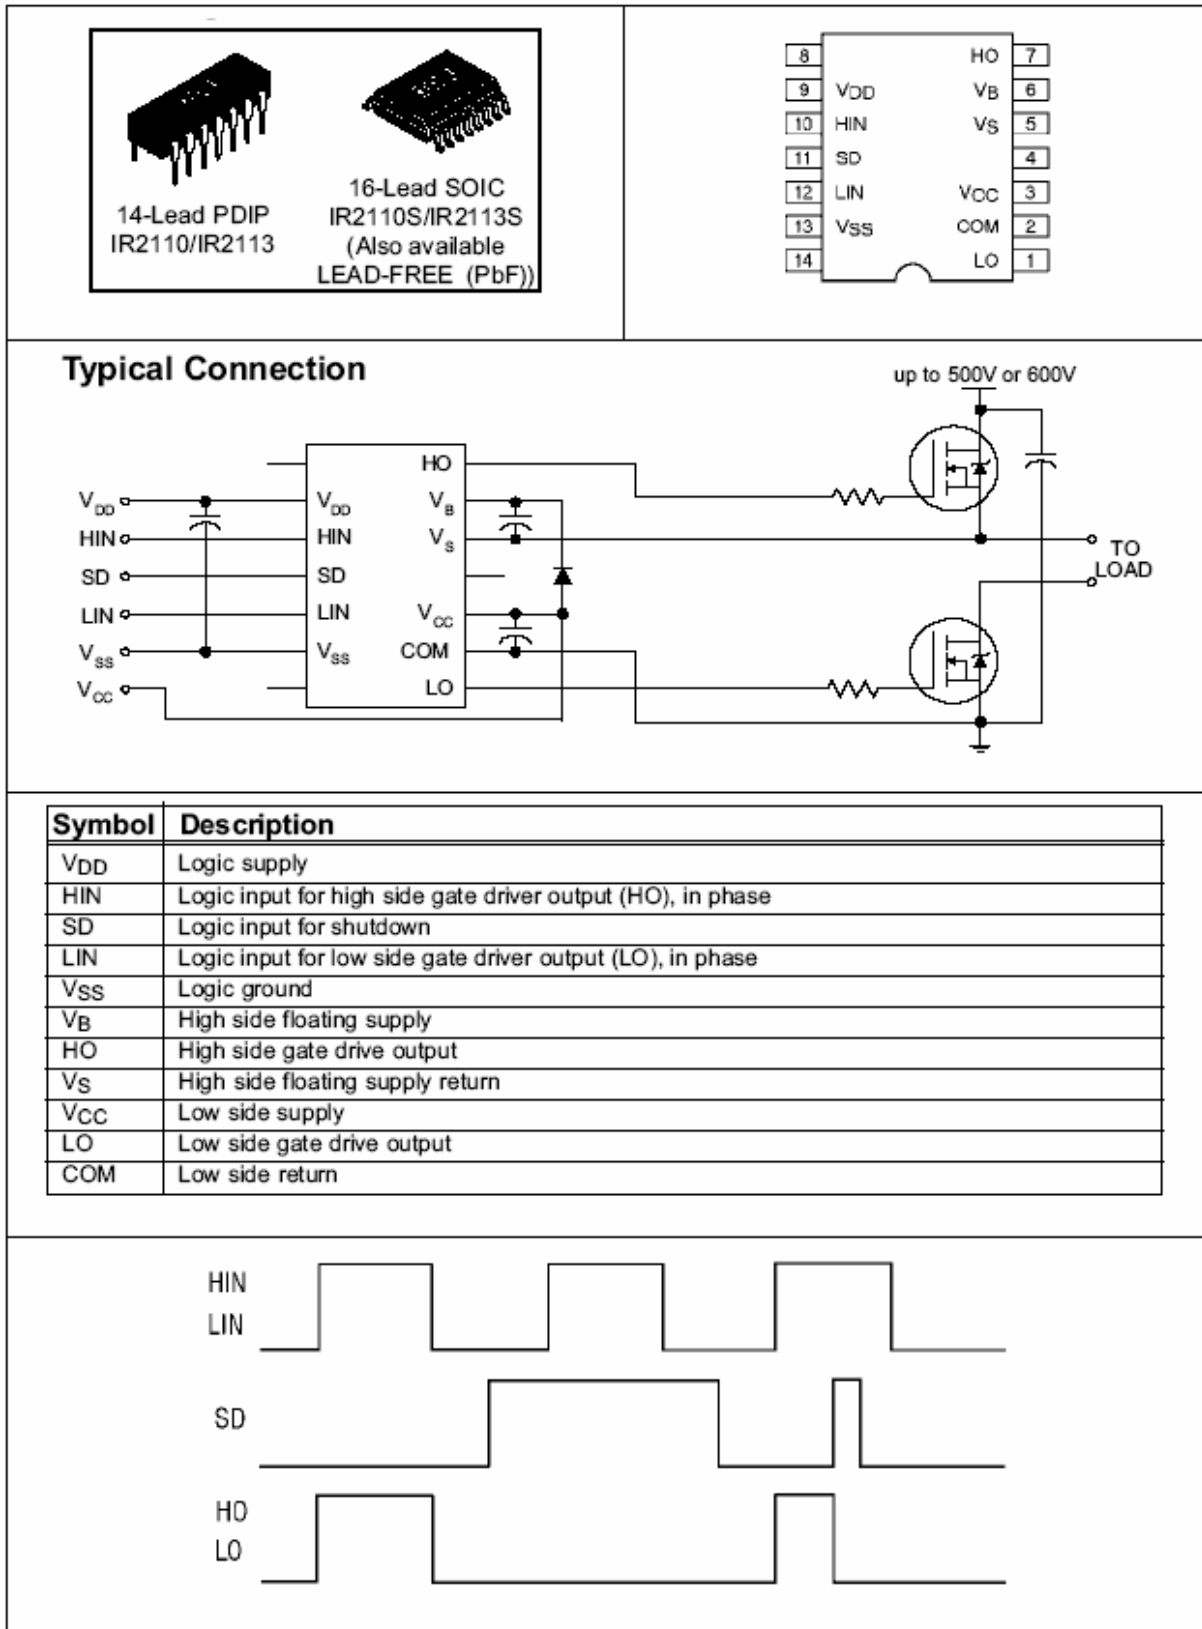 14-Lead PDIP
IR2110/IR2113
16-Lead SOIC
IR2110S/IR2113S
(Also available
LEAD-FREE (PbF))
8 HO 7
9 VDD VB 6
10 HIN VS 5
11 SD 4
12 LIN VCC 3
13 VSS COM 2
14 LO 1
Typical Connection
up to 500V or 600V
HO
VDD VDD VB
HIN HIN VS
SD SD
LIN LIN VCC
VSS VSS COM
VCC LO
TO
LOAD
Symbol Description
VDD Logic supply
HIN Logic input for high side gate driver output (HO), in phase
SD Logic input for shutdown
LIN Logic input for low side gate driver output (LO), in phase
VSS Logic ground
VB High side floating supply
HO High side gate drive output
VS High side floating supply return
VCC Low side supply
LO Low side gate drive output
COM Low side return
HIN
LIN
SD
HO
LO